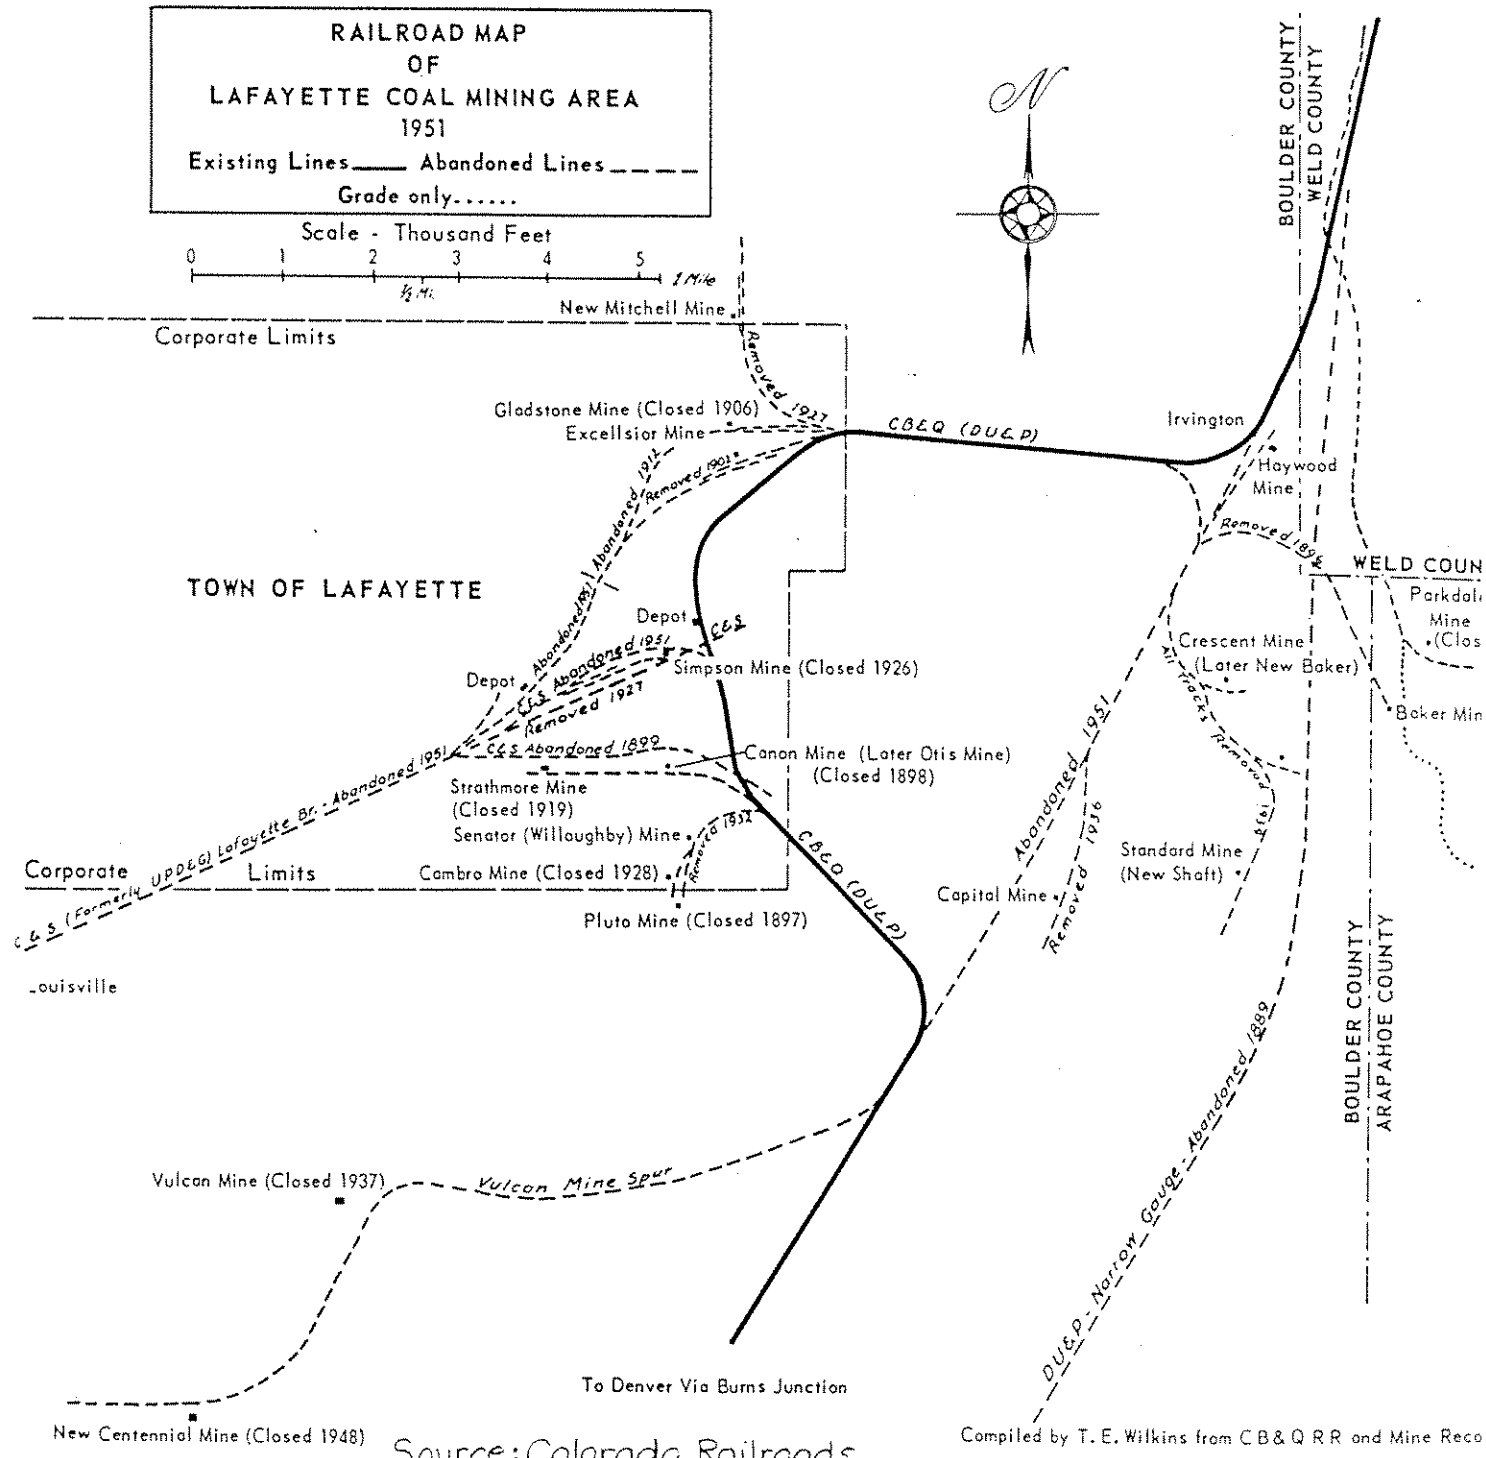 RAILROAD MAP
OF
LAFAYETTE COAL MINING AREA
1951
Existing Lines Abandoned Lines
Grade only......
Scale - Thousand Feet
0 1 2 3 4 5
½ Mi. 1 Mile
N
BOULDER COUNTY
WELD COUNTY
New Mitchell Mine
Corporate Limits
Removed 1927
Gladstone Mine (Closed 1906)
Excellsior Mine
CB&Q (DU&P)
Irvington
Haywood
Mine
Abandoned 1912
Removed 1902
Removed 1896
WELD COUN
Parkdal
Mine
(Clos
TOWN OF LAFAYETTE
Abandoned 1951
Depot
C&S
Simpson Mine (Closed 1926)
Crescent Mine
(Later New Baker)
All Tracks Removed
Baker Min
Depot
C&S Abandoned 1951
Removed 1927
C&S Abandoned 1899
Canon Mine (Later Otis Mine)
(Closed 1898)
Strathmore Mine
(Closed 1919)
Senator (Willoughby) Mine
Removed 1932
Cambro Mine (Closed 1928)
Pluto Mine (Closed 1897)
CB&Q (DU&P)
Corporate Limits
C & S (Formerly UPD&G) Lafayette Br. - Abandoned 1951
Louisville
Abandoned 1951
Removed 1936
Capital Mine
Standard Mine
(New Shaft)
BOULDER COUNTY
ARAPAHOE COUNTY
DU&P - Narrow Gauge - Abandoned 1889
Vulcan Mine (Closed 1937)
Vulcan Mine Spur
To Denver Via Burns Junction
New Centennial Mine (Closed 1948)
Source: Colorado Railroads
Compiled by T. E. Wilkins from CB&Q RR and Mine Reco